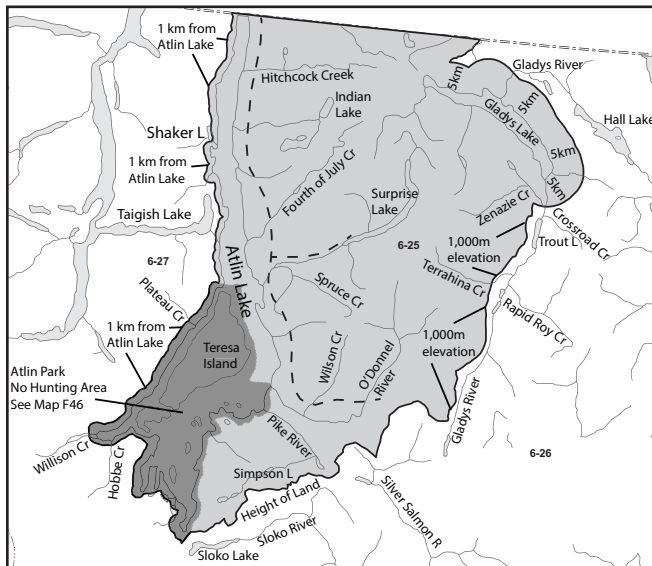 1 km from
Atlin Lake
Hitchcock Creek
5km
Gladys River
Indian
Lake
5km
Gladys Lake
Hall Lake
Shaker L
1 km from
Atlin Lake
Fourth of July Cr
5km
Surprise
Lake
5km
Zenazie Cr
Taigish Lake
Crossroad Cr
Atlin Lake
6-25
1,000m
elevation
Trout L
6-27
Terrahina Cr
Plateau Cr
Spruce Cr
Rapid Roy Cr
1 km from
Atlin Lake
1,000m
elevation
Teresa
Island
Wilson Cr
O'Donnel
River
Atlin Park
No Hunting Area
See Map F46
Pike River
Gladys River
Willison Cr
Hobbe Cr
6-26
Simpson L
Height of Land
Silver Salmon R
Sloko River
Sloko Lake